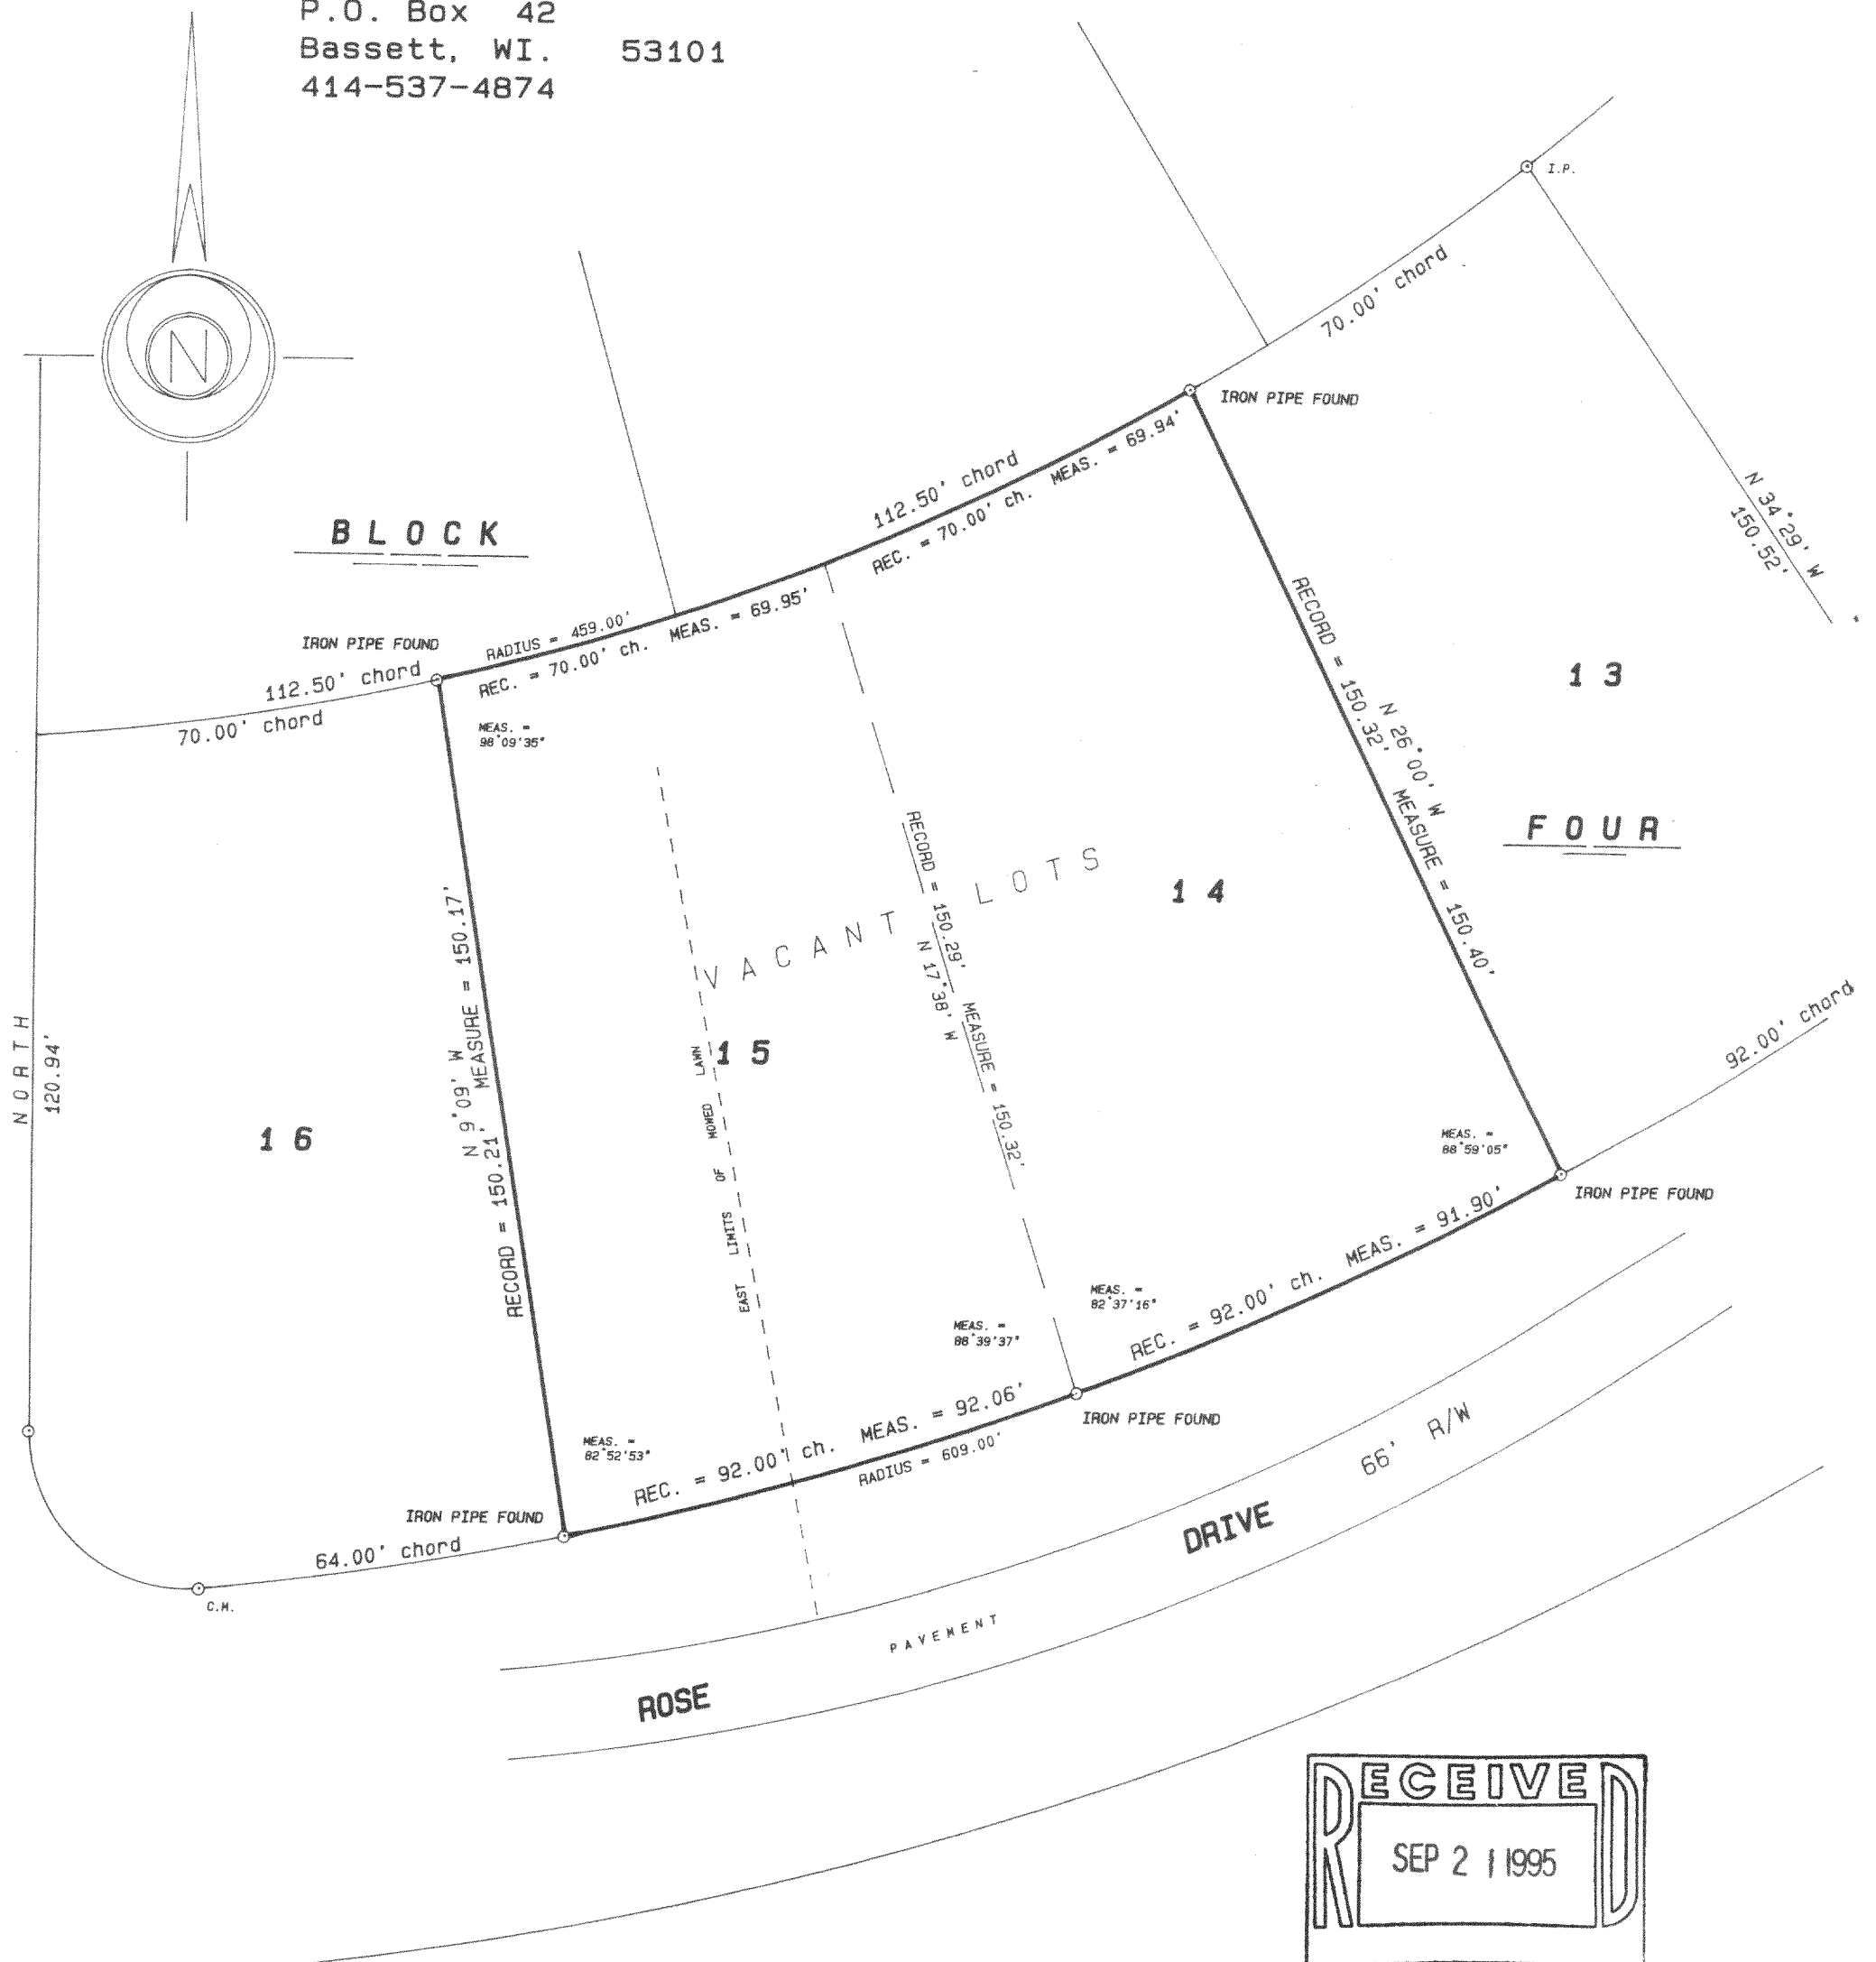 P.O. Box 42
Bassett, WI. 53101
414-537-4874
N
I.P.
70.00' chord
IRON PIPE FOUND
112.50' chord
REC. = 70.00' ch. MEAS. = 69.94'
N 34°29' W
150.52'
BLOCK
RADIUS = 459.00'
REC. = 70.00' ch. MEAS. = 69.95'
IRON PIPE FOUND
112.50' chord
70.00' chord
MEAS. =
98°09'35"
RECORD = 150.32' MEASURE = 150.40'
N 26°00' W
13
FOUR
14
VACANT LOTS
RECORD = 150.29' MEASURE = 150.32'
N 17°38' W
N 9°09' W
RECORD = 150.21' MEASURE = 150.17'
15
EAST LIMITS OF MOWED LAWN
16
NORTH
120.94'
92.00' chord
MEAS. =
88°59'05"
IRON PIPE FOUND
MEAS. =
82°37'16"
REC. = 92.00' ch. MEAS. = 91.90'
MEAS. =
88°39'37"
IRON PIPE FOUND
MEAS. =
82°52'53"
REC. = 92.00' ch. MEAS. = 92.06'
RADIUS = 609.00'
IRON PIPE FOUND
64.00' chord
C.M.
66' R/W
ROSE DRIVE
PAVEMENT
RECEIVED
SEP 21 1995